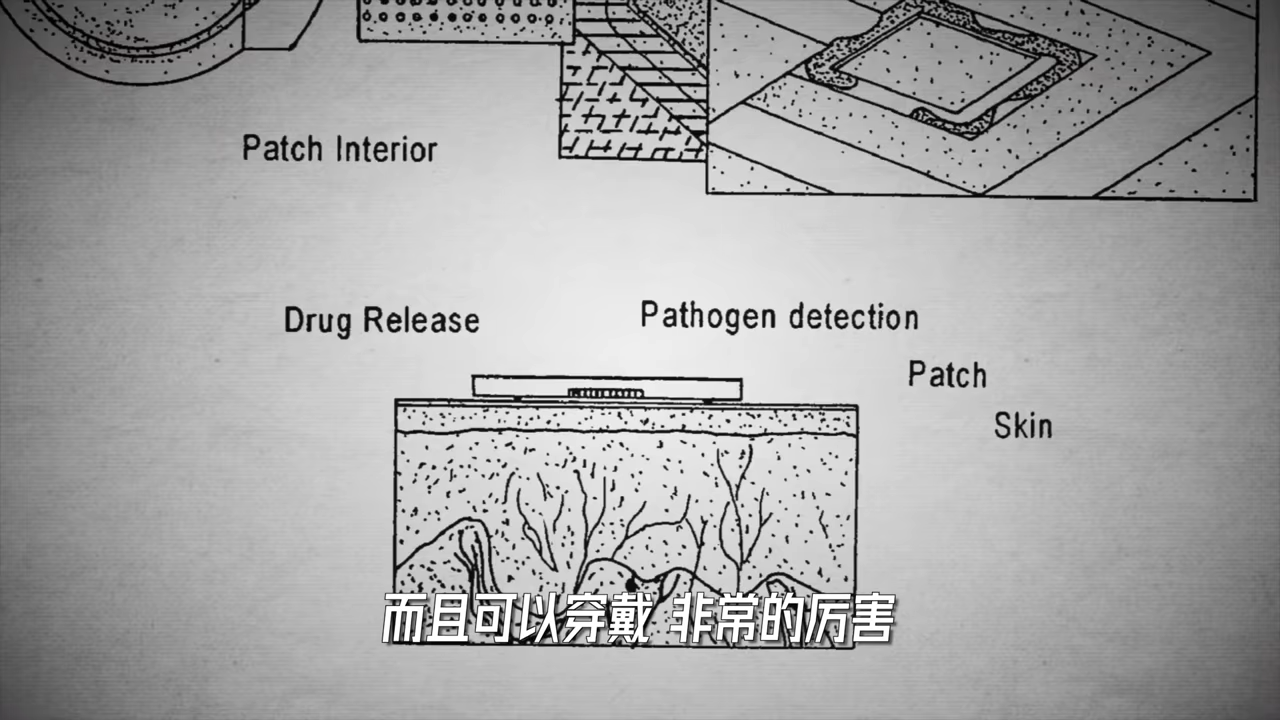 Patch Interior
Drug Release
Pathogen detection
Patch
Skin
而且可以穿戴 非常的厉害